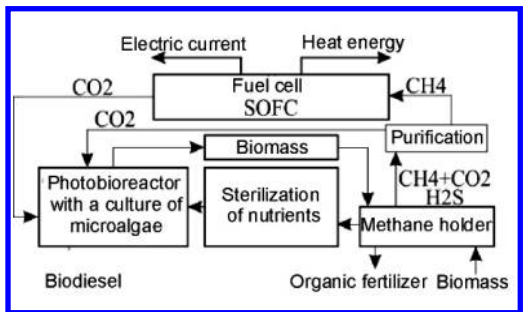 Electric current
Heat energy
CO2
Fuel cell
SOFC
CH4
CO2
Purification
Biomass
Photobioreactor
with a culture of
microalgae
Sterilization
of nutrients
CH4+CO2
H2S
Methane holder
Biodiesel
Organic fertilizer
Biomass